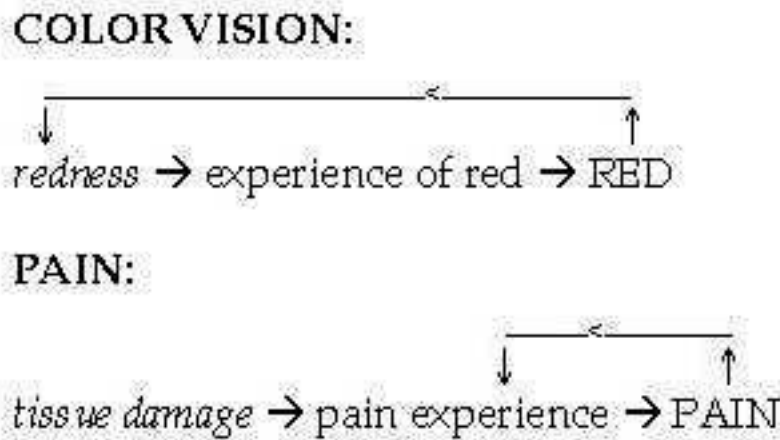 COLOR VISION:
redness → experience of red → RED
PAIN:
tissue damage → pain experience → PAIN